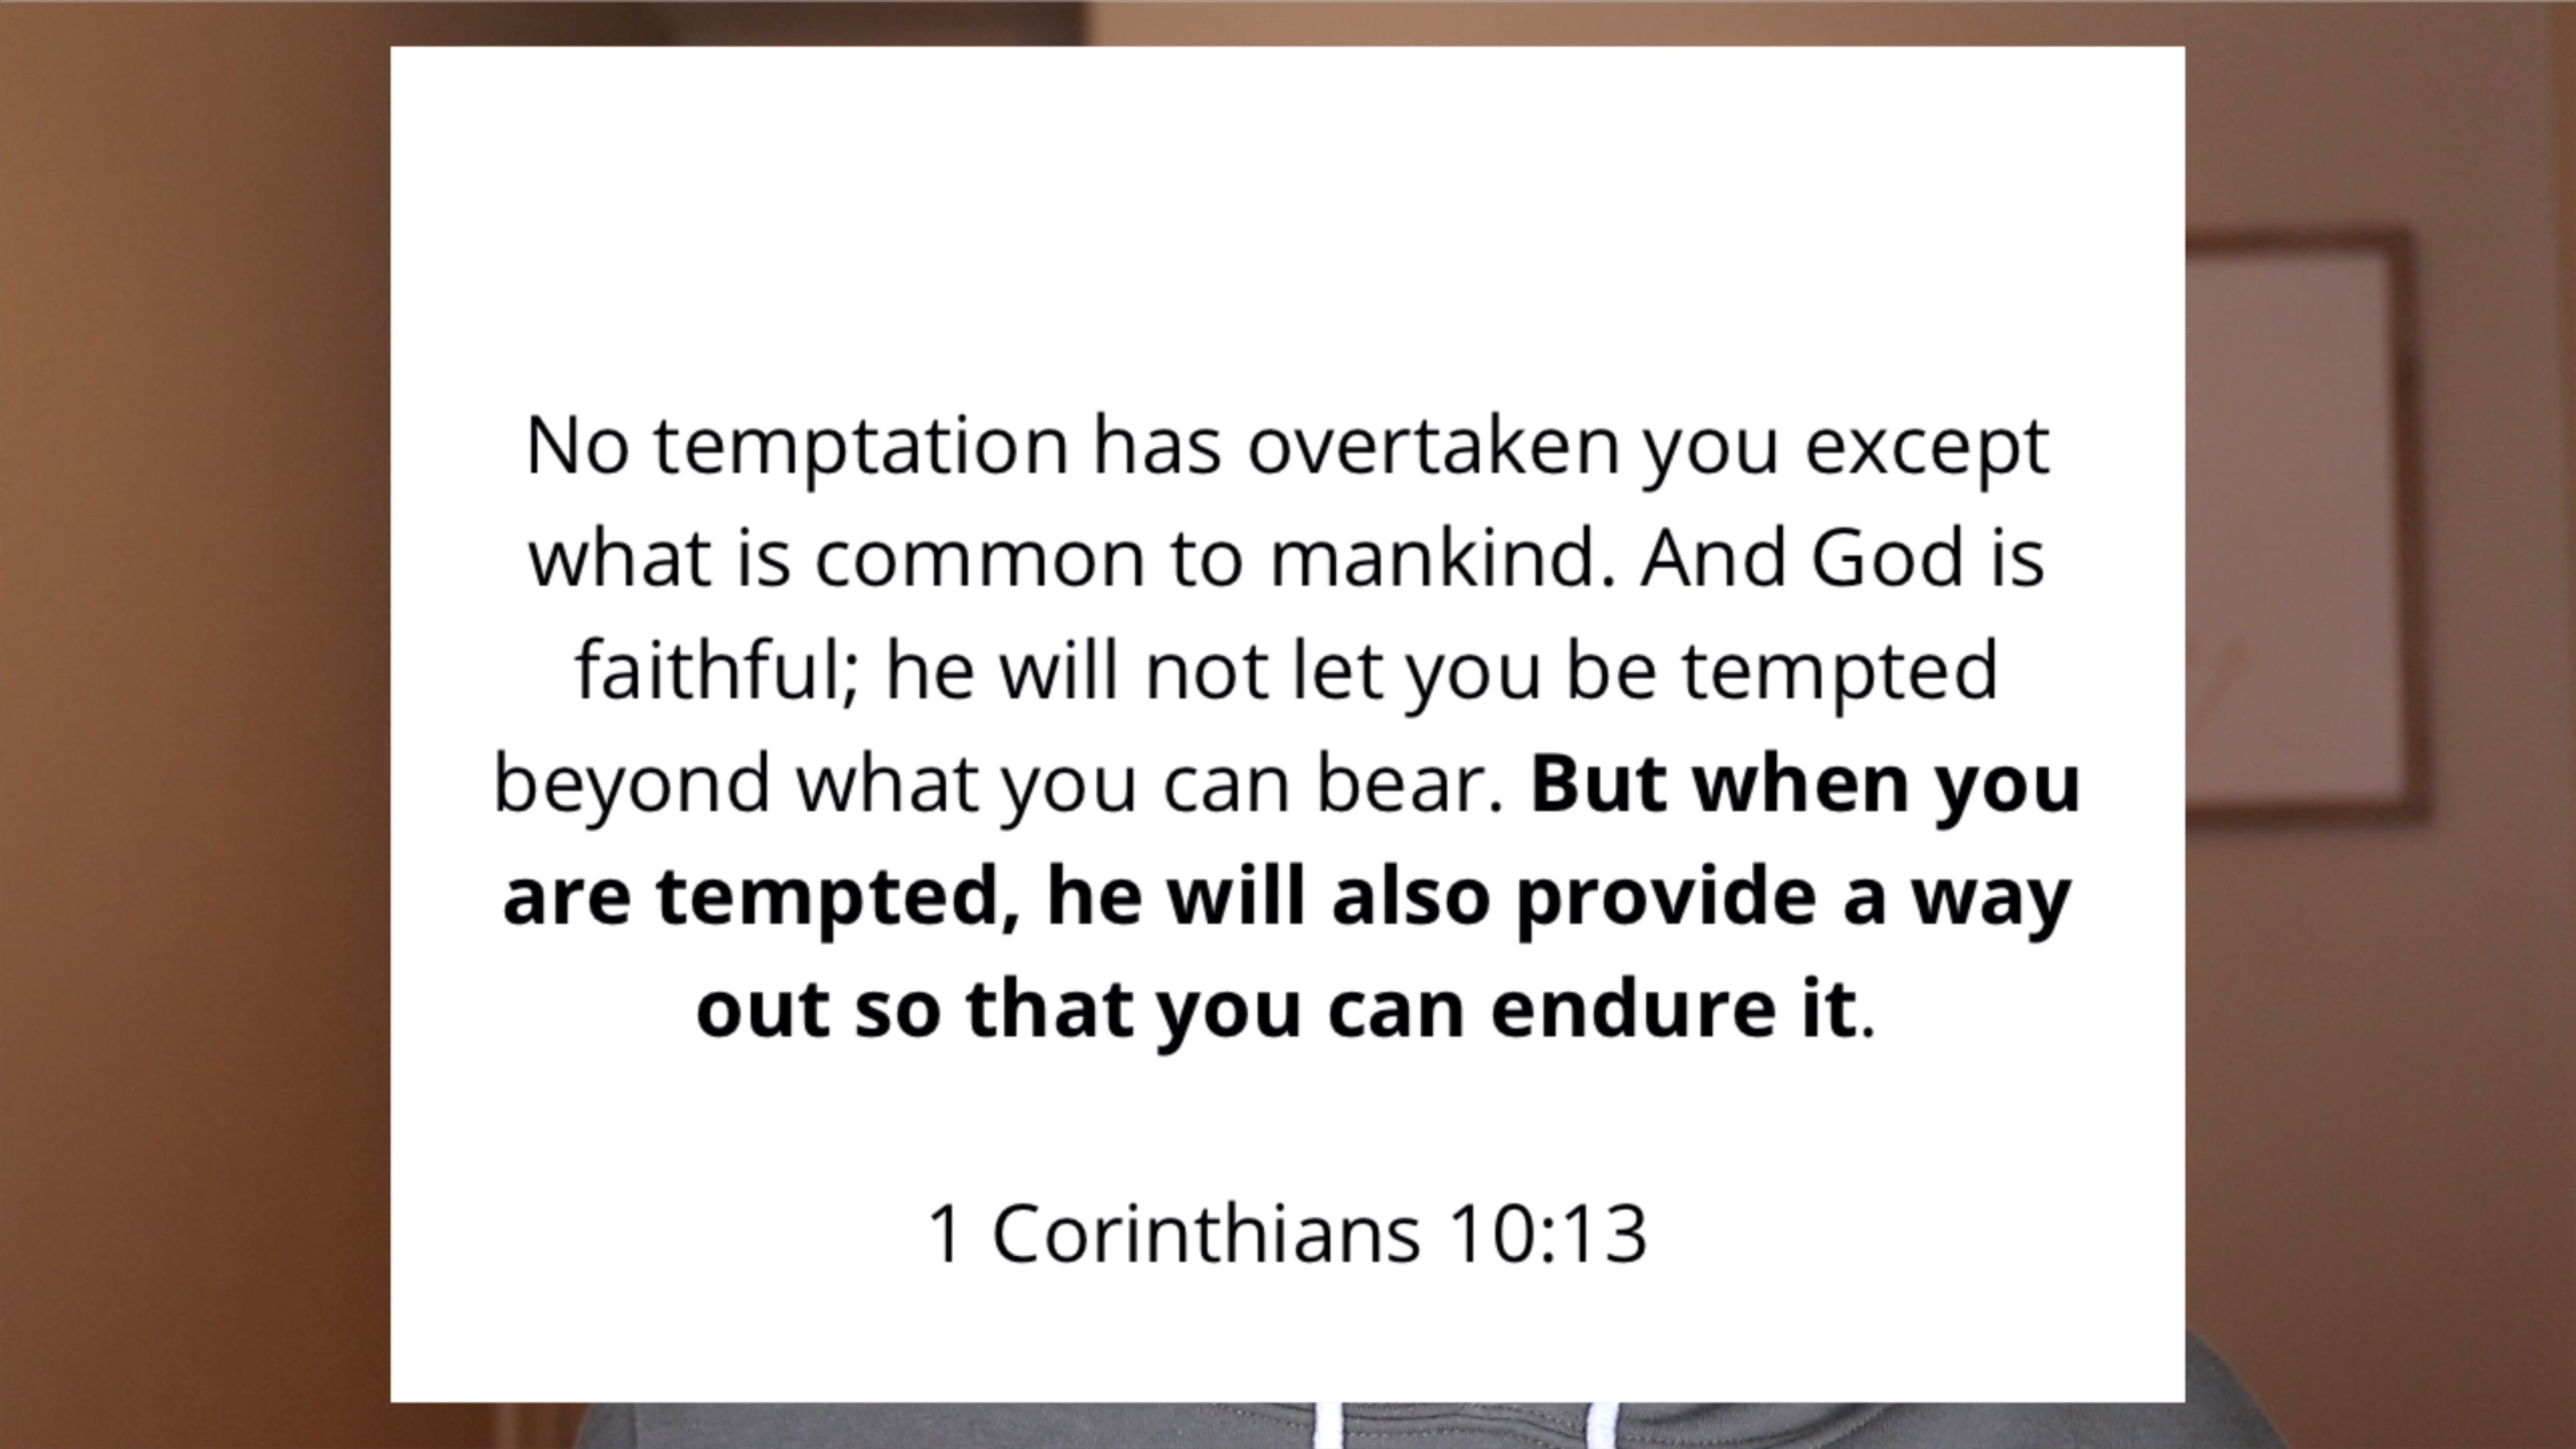 No temptation has overtaken you except
what is common to mankind. And God is
faithful; he will not let you be tempted
beyond what you can bear. But when you
are tempted, he will also provide a way
out so that you can endure it.
1 Corinthians 10:13